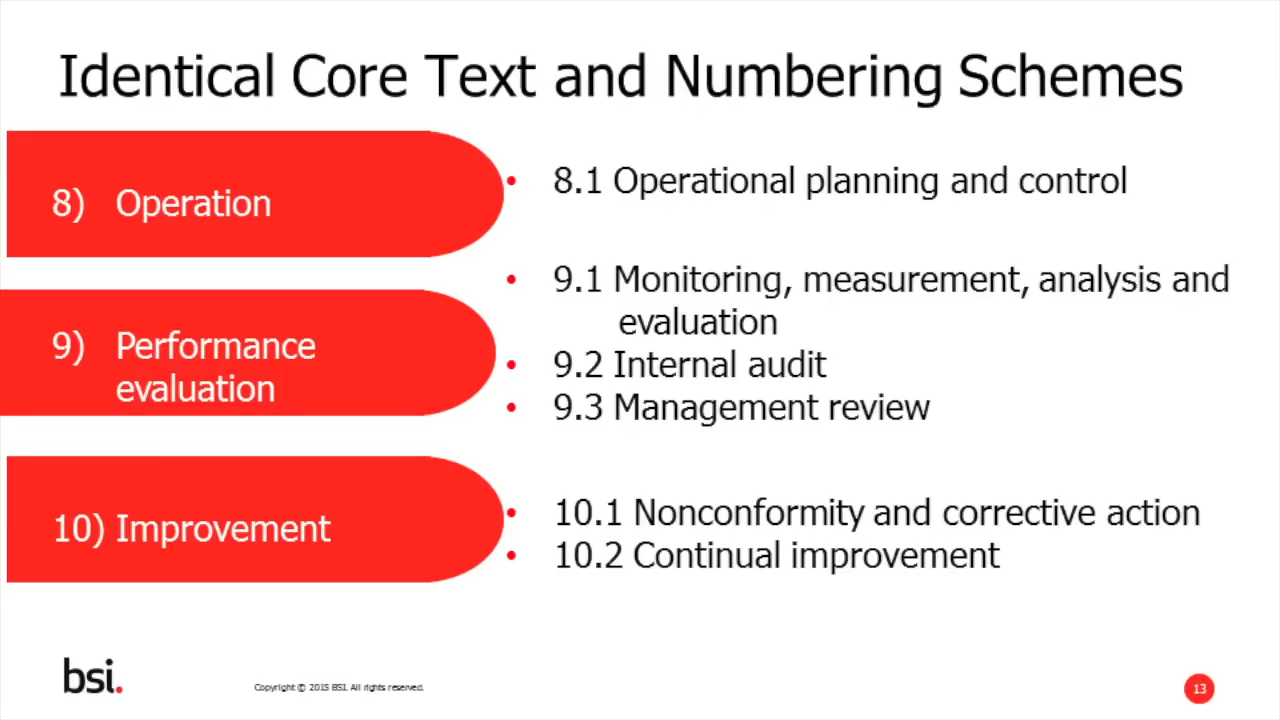 Identical Core Text and Numbering Schemes
8) Operation
• 8.1 Operational planning and control
9) Performance
evaluation
• 9.1 Monitoring, measurement, analysis and
evaluation
• 9.2 Internal audit
• 9.3 Management review
10) Improvement
• 10.1 Nonconformity and corrective action
• 10.2 Continual improvement
bsi.
Copyright © 2015 BSI. All rights reserved.
13